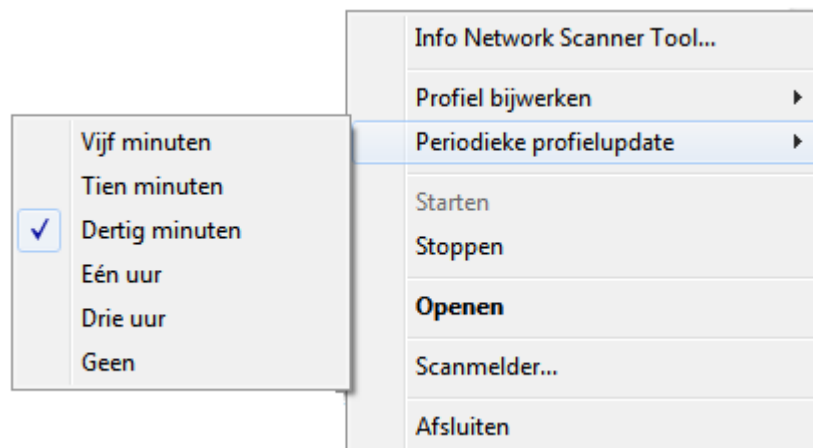 Info Network Scanner Tool...
Profiel bijwerken
Periodieke profielupdate
Vijf minuten
Tien minuten
Dertig minuten
Eén uur
Drie uur
Geen
Starten
Stoppen
Openen
Scanmelder...
Afsluiten